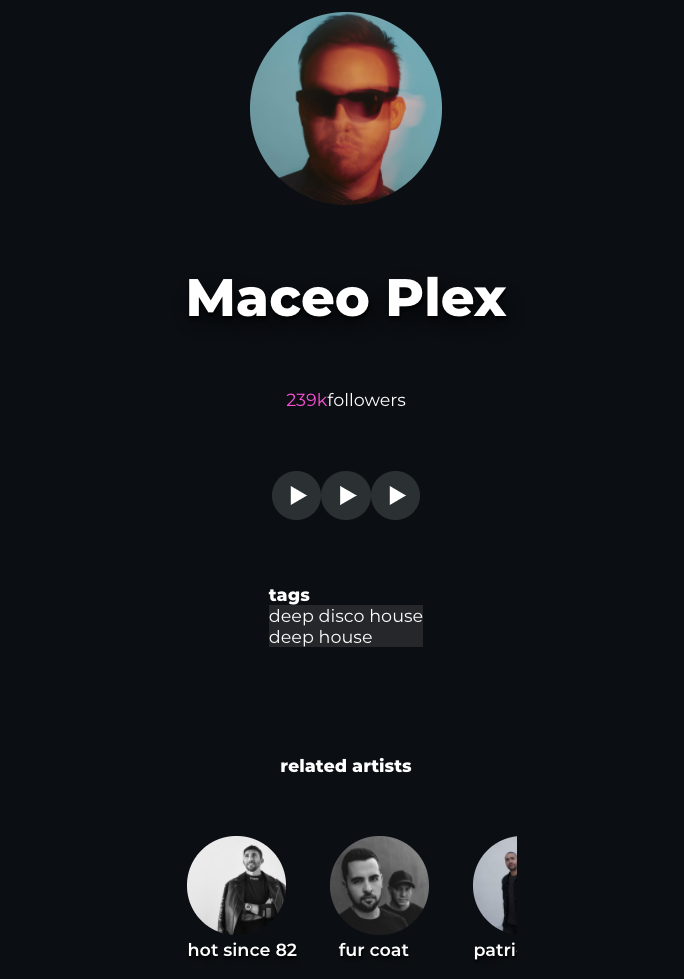 Maceo Plex
239kfollowers
tags
deep disco house
deep house
related artists
hot since 82
fur coat
patri